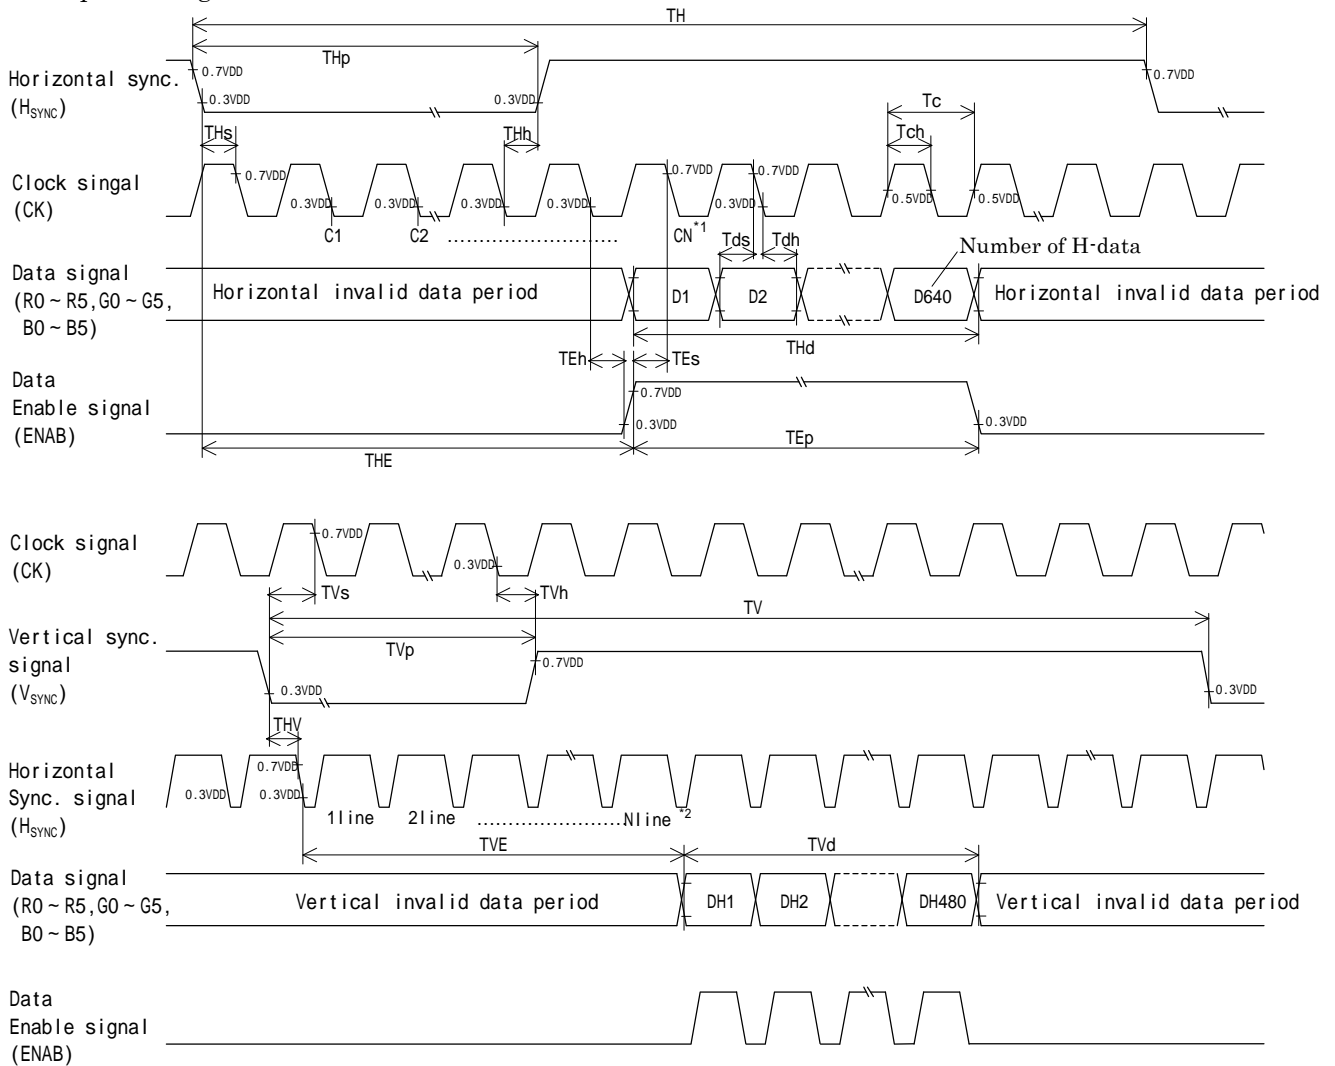 TH
THp
Horizontal sync.
(HSYNC)
0.7VDD
0.3VDD
0.3VDD
0.7VDD
THs
THh
Tc
Tch
Clock singal
(CK)
0.7VDD
0.3VDD
0.3VDD
0.3VDD
0.3VDD
0.7VDD
0.3VDD
0.7VDD
0.5VDD
0.5VDD
C1
C2
CN*1
Tds
Tdh
Number of H-data
Data signal
(R0~R5,G0~G5,
B0~B5)
Horizontal invalid data period
D1
D2
D640
Horizontal invalid data period
THd
TEh
TEs
Data
Enable signal
(ENAB)
0.7VDD
0.3VDD
0.3VDD
THE
TEp
Clock signal
(CK)
0.7VDD
0.3VDD
TVs
TVh
TV
Vertical sync.
signal
(VSYNC)
TVp
0.7VDD
0.3VDD
0.3VDD
THV
Horizontal
Sync. signal
(HSYNC)
0.7VDD
0.3VDD
0.3VDD
1line
2line
Nline*2
TVE
TVd
Data signal
(R0~R5,G0~G5,
B0~B5)
Vertical invalid data period
DH1
DH2
DH480
Vertical invalid data period
Data
Enable signal
(ENAB)